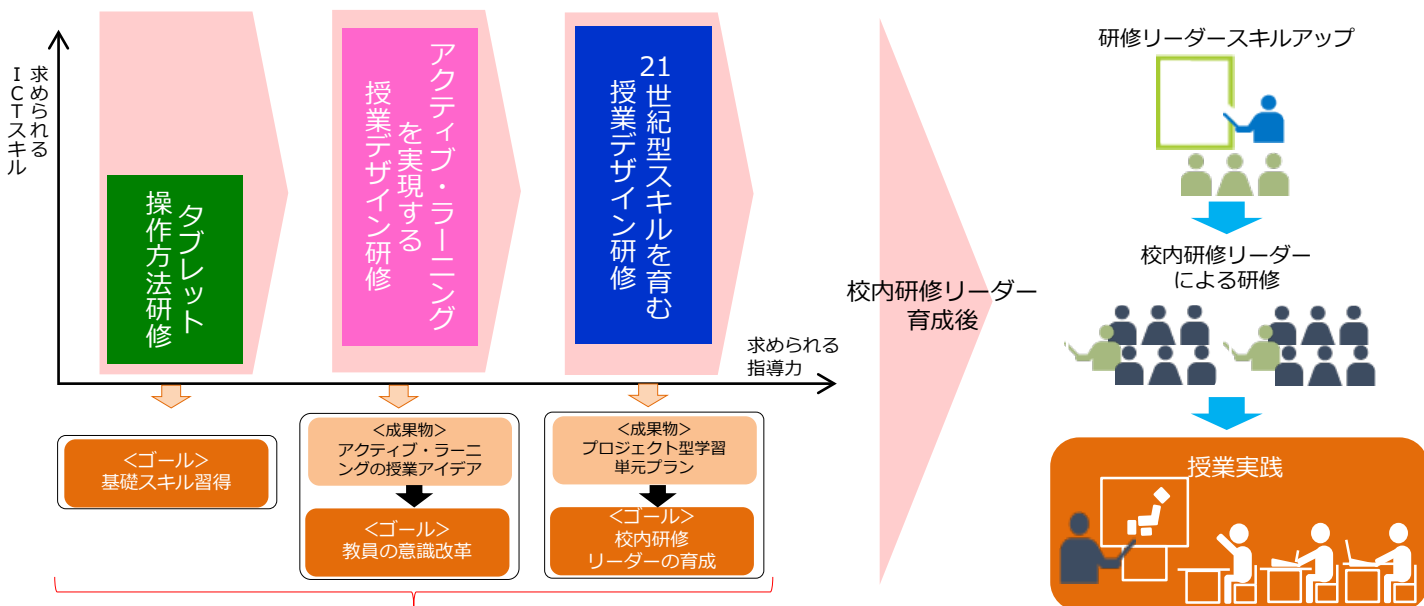 求められる
ICTスキル
タブレット
操作方法研修
アクティブ・ラーニング
を実現する
授業デザイン研修
21世紀型スキルを育む
授業デザイン研修
求められる
指導力
<ゴール>
基礎スキル習得
<成果物>
アクティブ・ラーニ
ングの授業アイデア
<ゴール>
教員の意識改革
<成果物>
プロジェクト型学習
単元プラン
<ゴール>
校内研修
リーダーの育成
校内研修リーダー
育成後
研修リーダースキルアップ
校内研修リーダー
による研修
授業実践